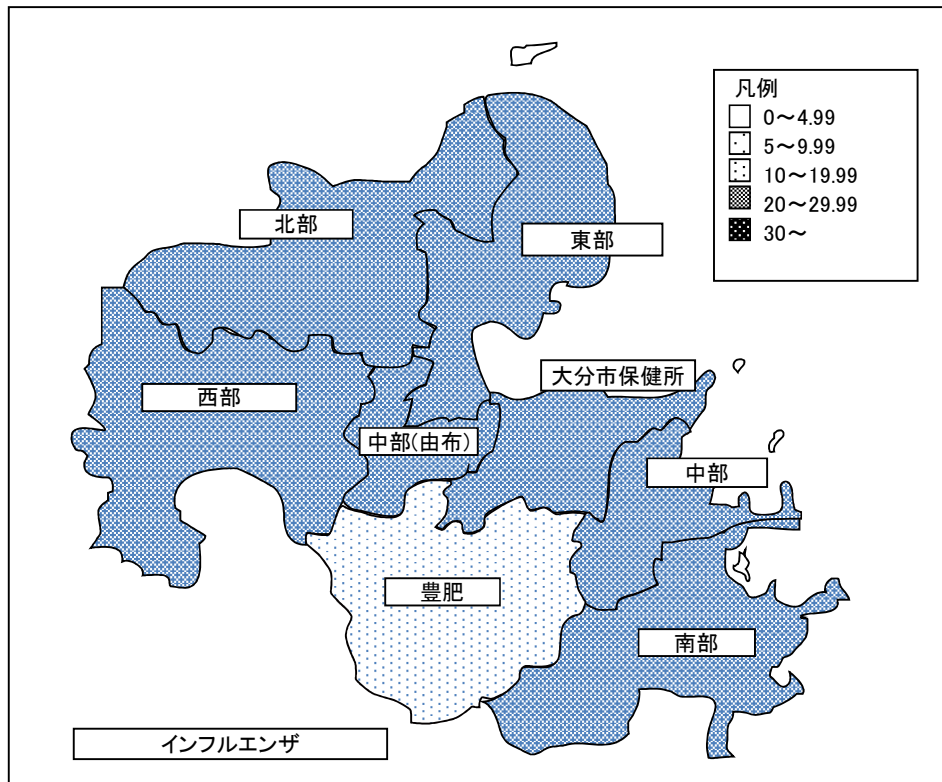 凡例
0～4.99
5～9.99
10～19.99
20～29.99
30～
北部
東部
大分市保健所
西部
中部(由布)
中部
豊肥
南部
インフルエンザ